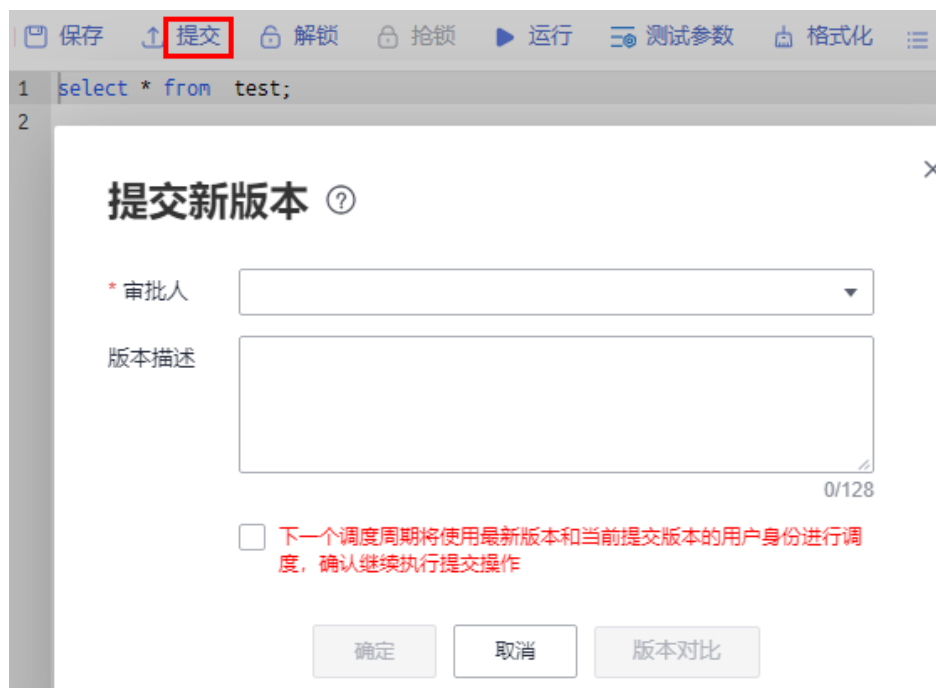 保存 提交 解锁 抢锁 运行 测试参数 格式化
1 select * from test;
2
提交新版本 ?
* 审批人
版本描述
0/128
下一个调度周期将使用最新版本和当前提交版本的用户身份进行调
度，确认继续执行提交操作
确定 取消 版本对比